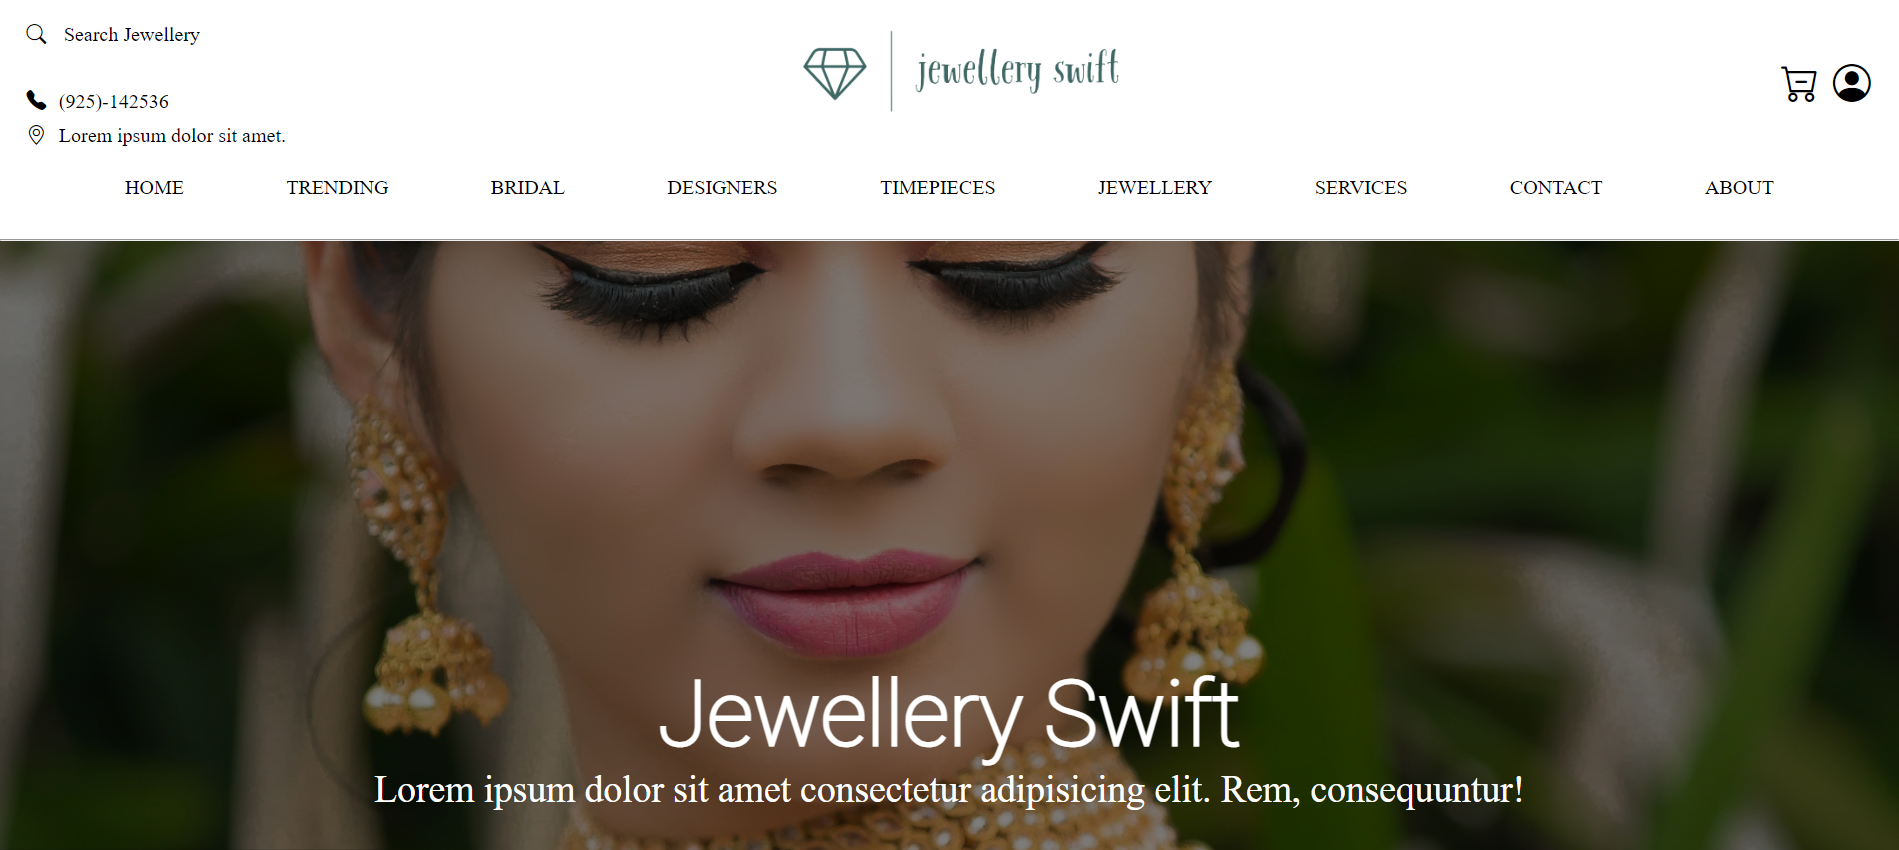 Search Jewellery
jewellery swift
(925)-142536
Lorem ipsum dolor sit amet.
HOME TRENDING BRIDAL DESIGNERS TIMEPIECES JEWELLERY SERVICES CONTACT ABOUT
Jewellery Swift
Lorem ipsum dolor sit amet consectetur adipisicing elit. Rem, consequuntur!